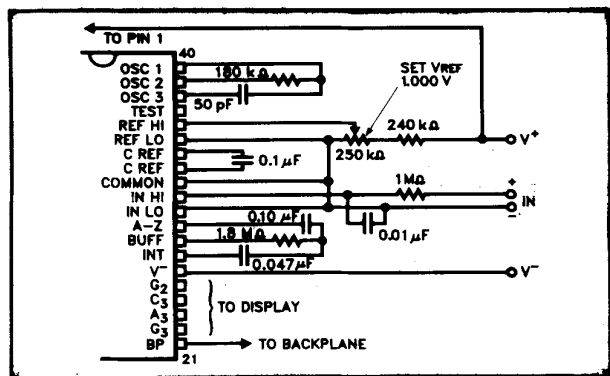 TO PIN 1
40
OSC 1
180 kΩ
OSC 2
OSC 3
50 pF
TEST
SET VREF
1.000 V
REF HI
REF LO
240 kΩ
V+
250 kΩ
C REF
0.1 μF
C REF
COMMON
1 MΩ
+
IN HI
IN
IN LO
−
0.10 μF
0.01 μF
A-Z
1.8 MΩ
BUFF
INT
0.047 μF
V−
V−
G2
C3
TO DISPLAY
A3
G3
BP
TO BACKPLANE
21